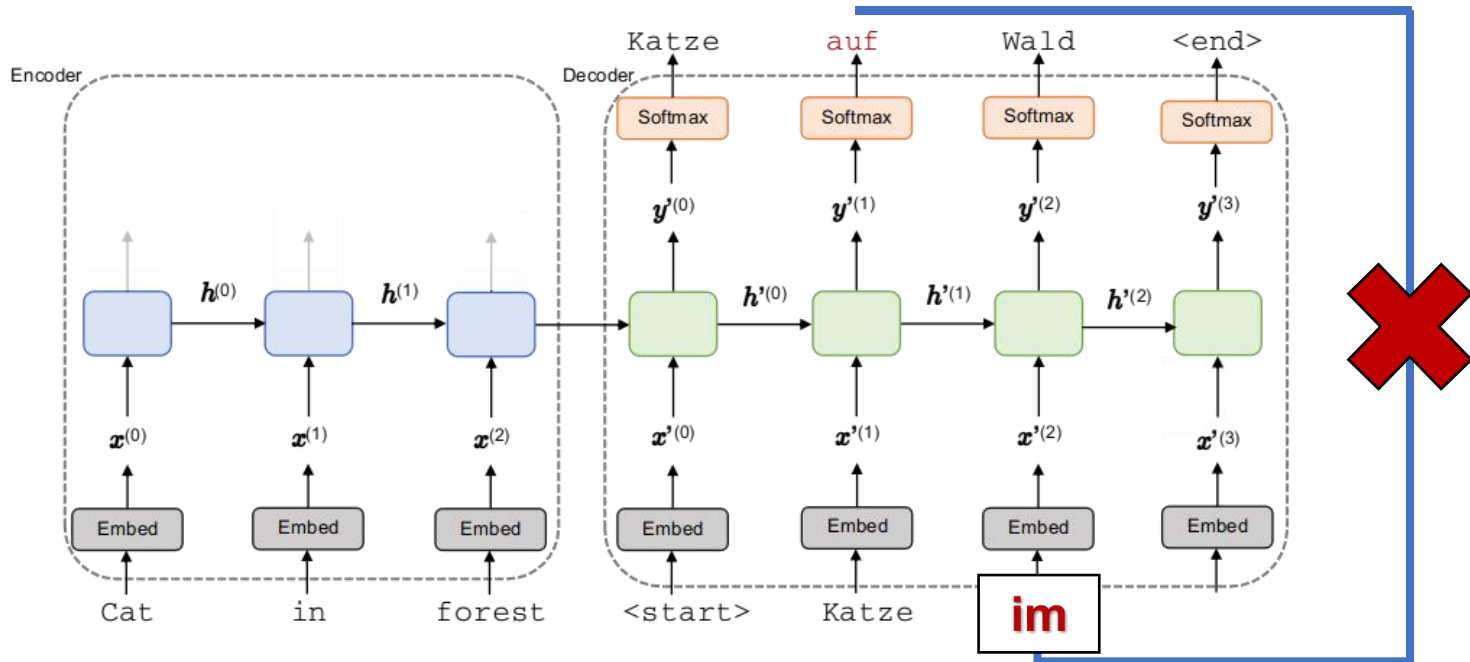 Katze auf Wald <end>
Encoder Decoder
Softmax Softmax Softmax Softmax
y'(0) y'(1) y'(2) y'(3)
h(0) h(1) h'(0) h'(1) h'(2)
x(0) x(1) x(2) x'(0) x'(1) x'(2) x'(3)
Embed Embed Embed Embed Embed Embed Embed
Cat in forest <start> Katze im